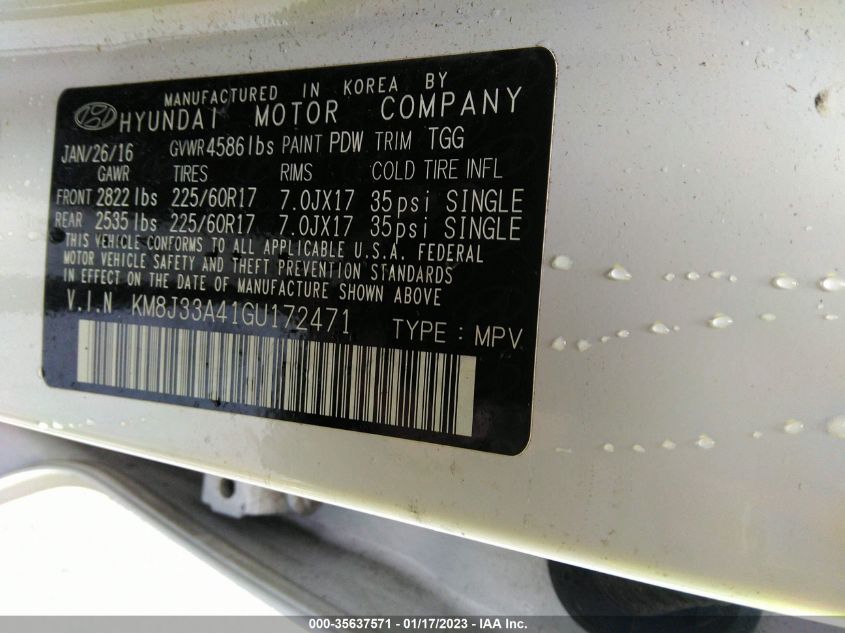 MANUFACTURED IN KOREA BY
HYUNDAI MOTOR COMPANY
JAN/26/16 GVWR 4586 lbs PAINT PDW TRIM TGG
GAWR TIRES RIMS COLD TIRE INFL
FRONT 2822 lbs 225/60R17 7.0JX17 35psi SINGLE
REAR 2535 lbs 225/60R17 7.0JX17 35psi SINGLE
THIS VEHICLE CONFORMS TO ALL APPLICABLE U.S.A. FEDERAL
MOTOR VEHICLE SAFETY AND THEFT PREVENTION STANDARDS
IN EFFECT ON THE DATE OF MANUFACTURE SHOWN ABOVE
V.I.N KM8J33A41GU172471 TYPE : MPV
000-35637571 - 01/17/2023 - IAA Inc.